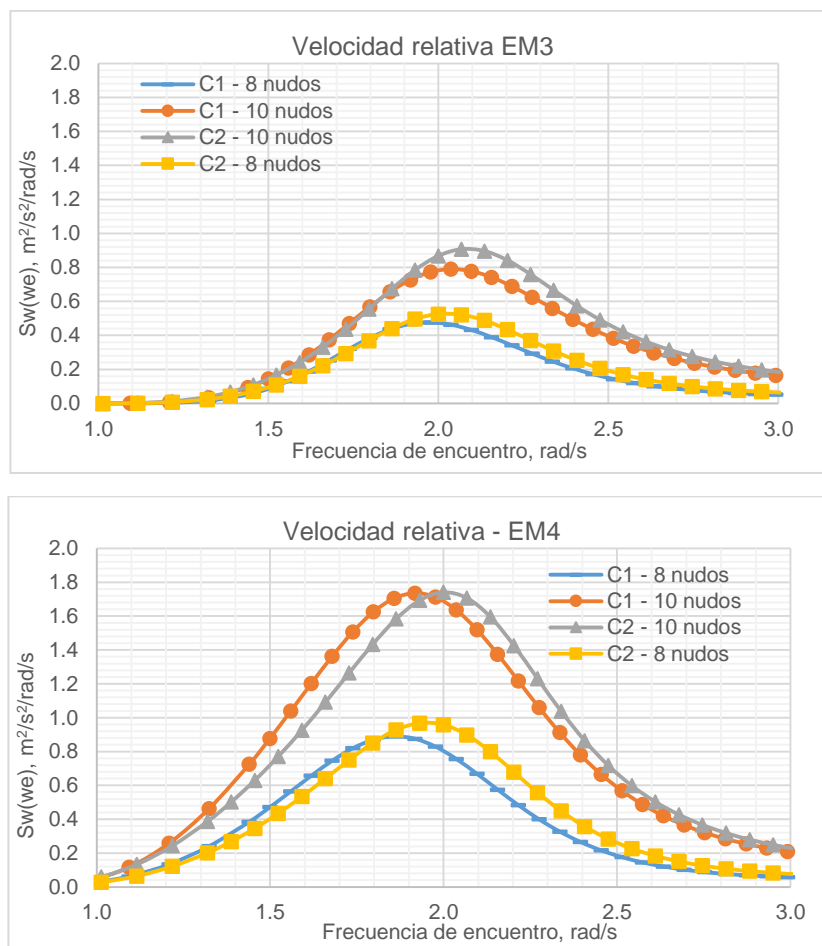 Velocidad relativa EM3
2.0
1.8
1.6
1.4
1.2
1.0
0.8
0.6
0.4
0.2
0.0
Sw(we), m²/s²/rad/s
C1 - 8 nudos
C1 - 10 nudos
C2 - 10 nudos
C2 - 8 nudos
1.0 1.5 2.0 2.5 3.0
Frecuencia de encuentro, rad/s
Velocidad relativa - EM4
2.0
1.8
1.6
1.4
1.2
1.0
0.8
0.6
0.4
0.2
0.0
Sw(we), m²/s²/rad/s
C1 - 8 nudos
C1 - 10 nudos
C2 - 10 nudos
C2 - 8 nudos
1.0 1.5 2.0 2.5 3.0
Frecuencia de encuentro, rad/s